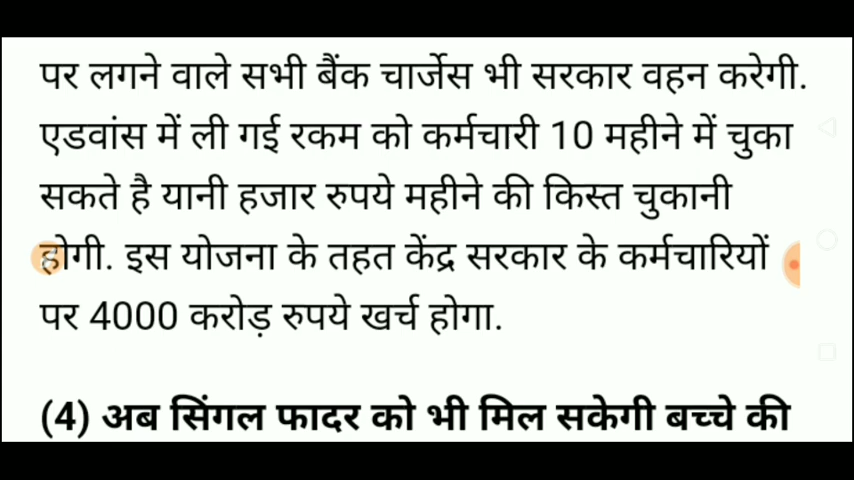 पर लगने वाले सभी बैंक चार्जेस भी सरकार वहन करेगी.
एडवांस में ली गई रकम को कर्मचारी 10 महीने में चुका
सकते है यानी हजार रुपये महीने की किस्त चुकानी
होगी. इस योजना के तहत केंद्र सरकार के कर्मचारियों
पर 4000 करोड़ रुपये खर्च होगा.
(4) अब सिंगल फादर को भी मिल सकेगी बच्चे की